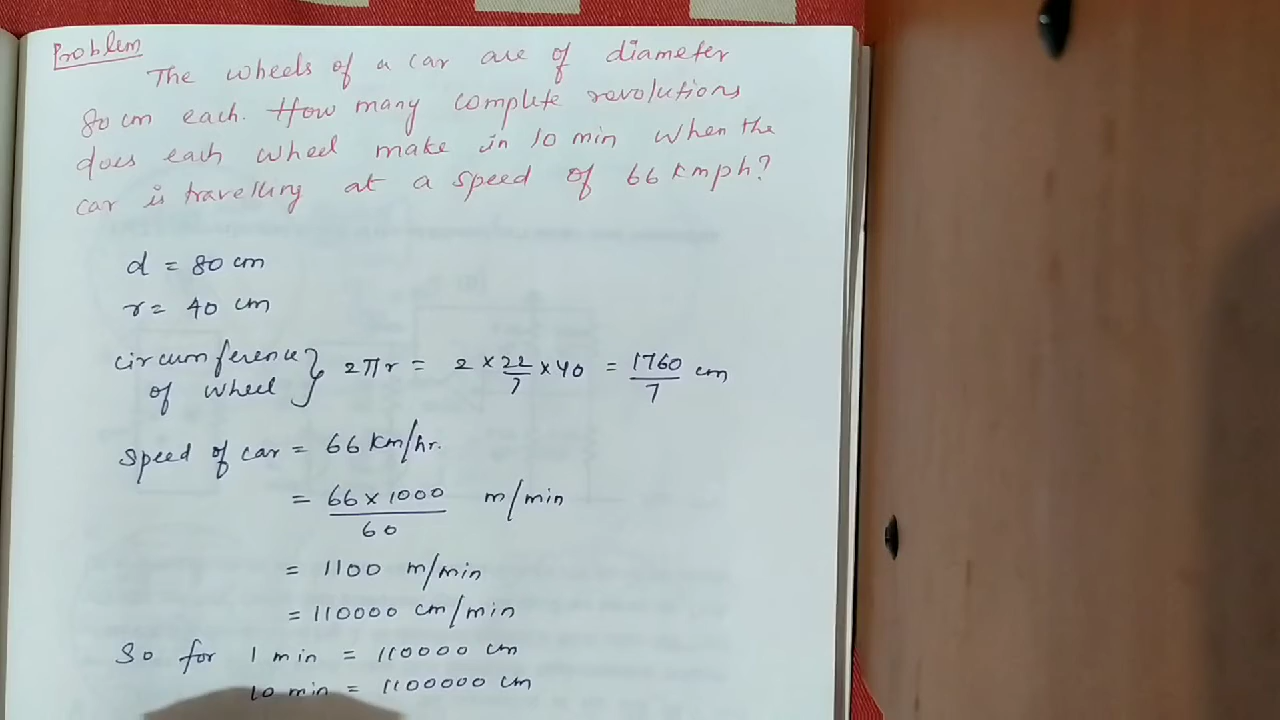 Problem
The wheels of a car are of diameter
80 cm each. How many complete revolutions
does each wheel make in 10 min when the
car is travelling at a speed of 66 kmph?
d = 80 cm
r = 40 cm
circumference } 2πr = 2 × 22/7 × 40 = 1760/7 cm
of wheel
speed of car = 66 km/hr.
= 66 × 1000 / 60 m/min
= 1100 m/min
= 110000 cm/min
So for 1 min = 110000 cm
10 min = 1100000 cm